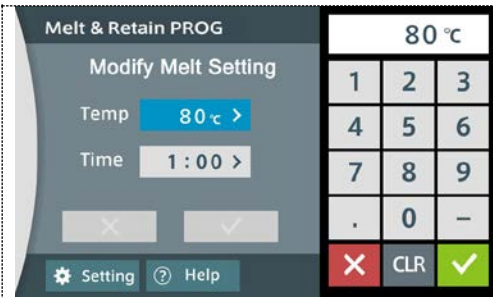 Melt & Retain PROG
Modify Melt Setting
Temp 80℃ >
Time 1:00 >
Setting ? Help
80 ℃
1 2 3
4 5 6
7 8 9
. 0 –
CLR